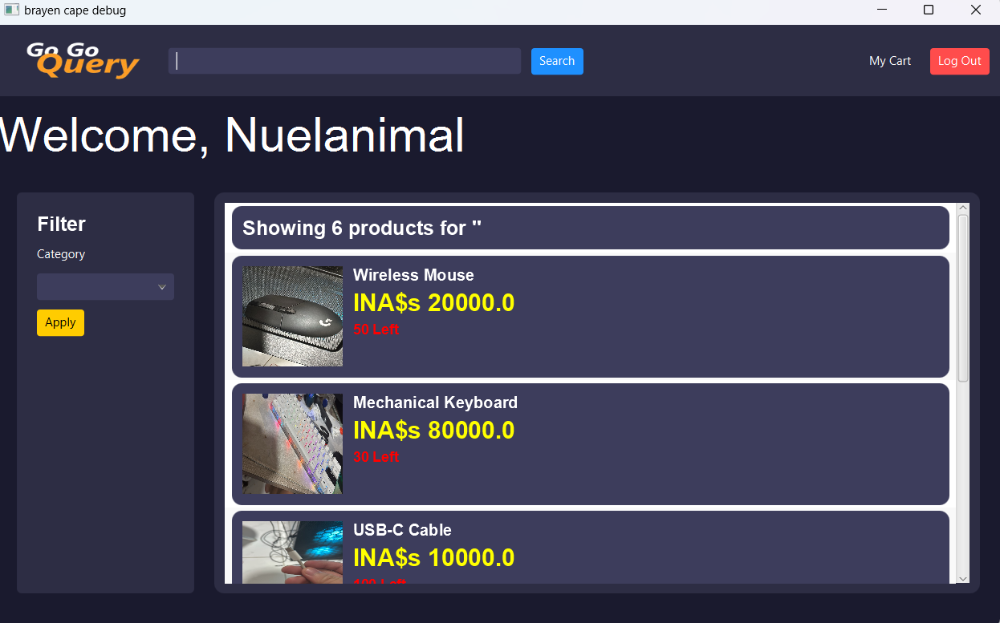 brayen cape debug
Go Go
Query
Search
My Cart
Log Out
Welcome, Nuelanimal
Filter
Category
Apply
Showing 6 products for "
Wireless Mouse
INA$s 20000.0
50 Left
Mechanical Keyboard
INA$s 80000.0
30 Left
USB-C Cable
INA$s 10000.0
100 Left